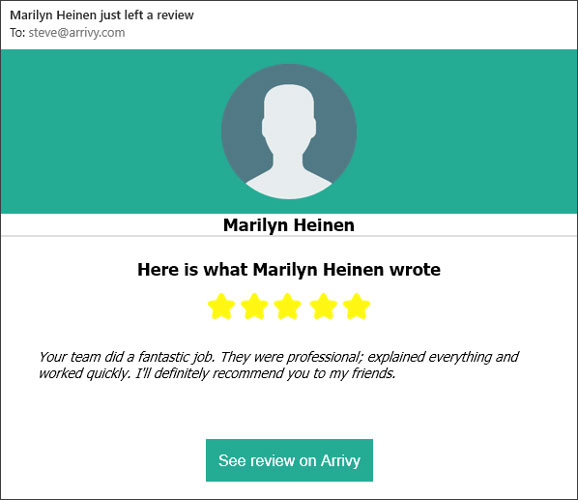 Marilyn Heinen just left a review
To: steve@arrivy.com
Marilyn Heinen
Here is what Marilyn Heinen wrote
Your team did a fantastic job. They were professional; explained everything and
worked quickly. I'll definitely recommend you to my friends.
See review on Arrivy